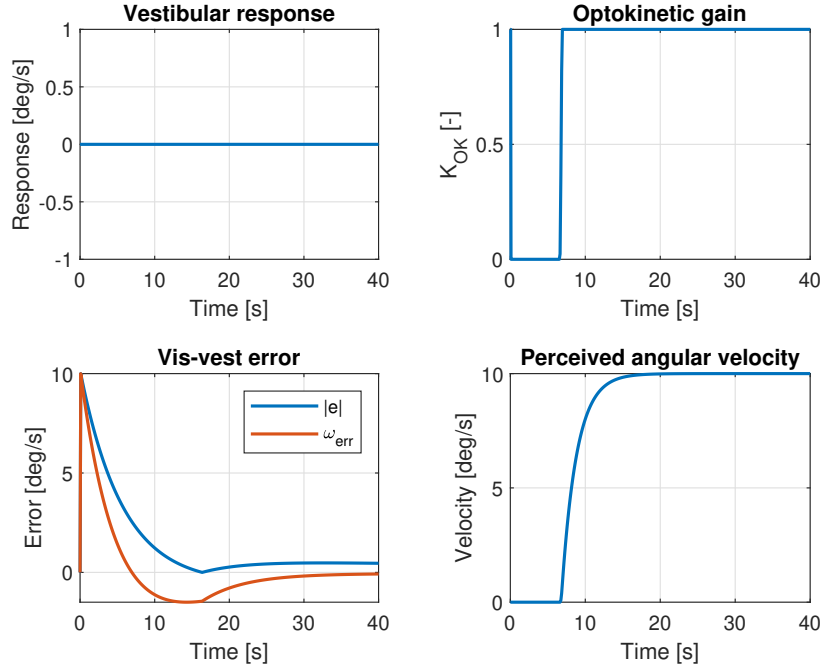 Vestibular response
Response [deg/s]
1
0.5
0
-0.5
-1
0 10 20 30 40
Time [s]
Optokinetic gain
K_OK [-]
1
0.5
0
0 10 20 30 40
Time [s]
Vis-vest error
Error [deg/s]
10
5
0
|e|
ω_err
0 10 20 30 40
Time [s]
Perceived angular velocity
Velocity [deg/s]
10
5
0
0 10 20 30 40
Time [s]